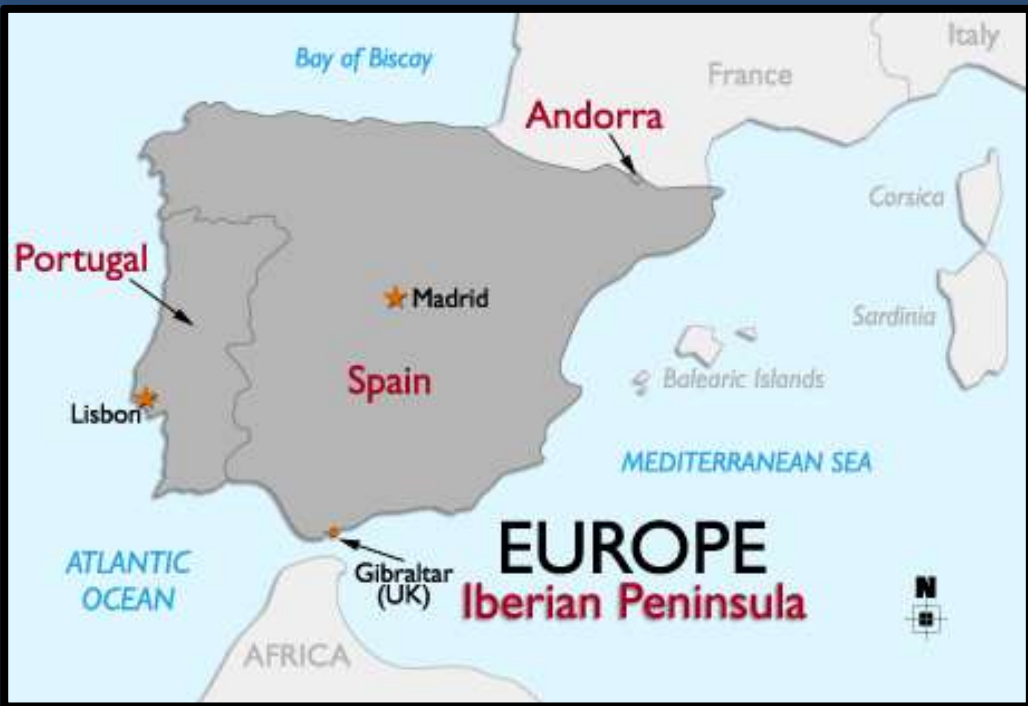 Bay of Biscay
Italy
France
Andorra
Corsica
Portugal
Madrid
Sardinia
Spain
Balearic Islands
Lisbon
MEDITERRANEAN SEA
EUROPE
Iberian Peninsula
ATLANTIC
OCEAN
Gibraltar
(UK)
N
AFRICA